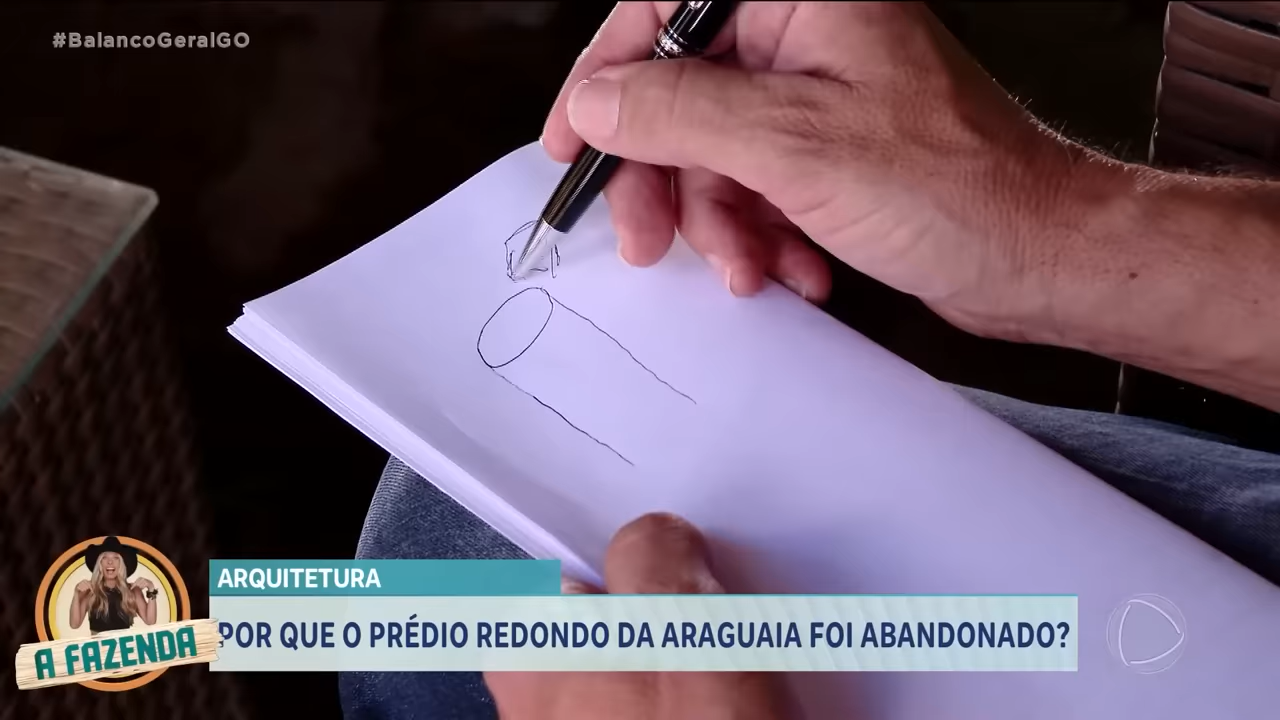 #BalancoGeralGO
ARQUITETURA
POR QUE O PRÉDIO REDONDO DA ARAGUAIA FOI ABANDONADO?
A FAZENDA